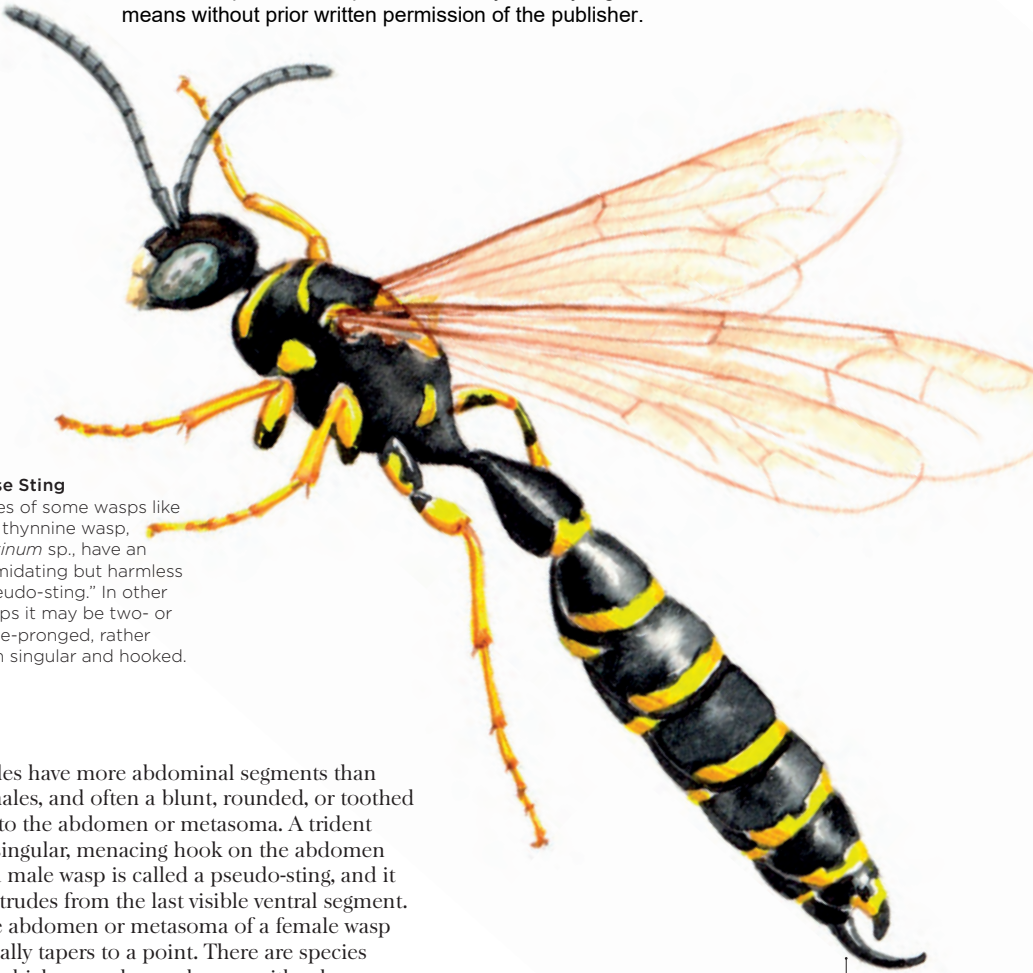 means without prior written permission of the publisher.
se Sting
es of some wasps like
thynnine wasp,
inum sp., have an
midating but harmless
eudo-sting.” In other
ps it may be two- or
e-pronged, rather
n singular and hooked.
les have more abdominal segments than
nales, and often a blunt, rounded, or toothed
to the abdomen or metasoma. A trident
singular, menacing hook on the abdomen
male wasp is called a pseudo-sting, and it
trudes from the last visible ventral segment.
e abdomen or metasoma of a female wasp
ally tapers to a point. There are species